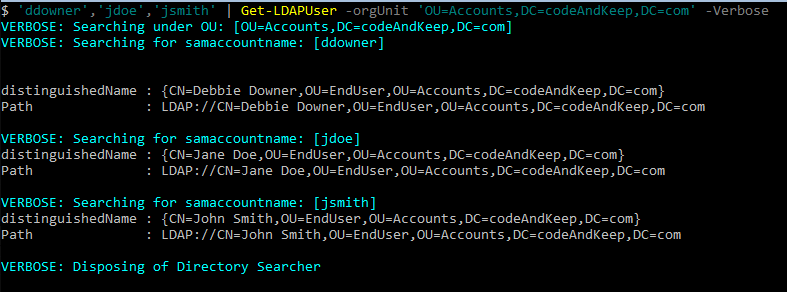 $ 'ddowner','jdoe','jsmith' | Get-LDAPUser -orgUnit 'OU=Accounts,DC=codeAndKeep,DC=com' -Verbose
VERBOSE: Searching under OU: [OU=Accounts,DC=codeAndKeep,DC=com]
VERBOSE: Searching for samaccountname: [ddowner]
distinguishedName : {CN=Debbie Downer,OU=EndUser,OU=Accounts,DC=codeAndKeep,DC=com}
Path              : LDAP://CN=Debbie Downer,OU=EndUser,OU=Accounts,DC=codeAndKeep,DC=com
VERBOSE: Searching for samaccountname: [jdoe]
distinguishedName : {CN=Jane Doe,OU=EndUser,OU=Accounts,DC=codeAndKeep,DC=com}
Path              : LDAP://CN=Jane Doe,OU=EndUser,OU=Accounts,DC=codeAndKeep,DC=com
VERBOSE: Searching for samaccountname: [jsmith]
distinguishedName : {CN=John Smith,OU=EndUser,OU=Accounts,DC=codeAndKeep,DC=com}
Path              : LDAP://CN=John Smith,OU=EndUser,OU=Accounts,DC=codeAndKeep,DC=com
VERBOSE: Disposing of Directory Searcher